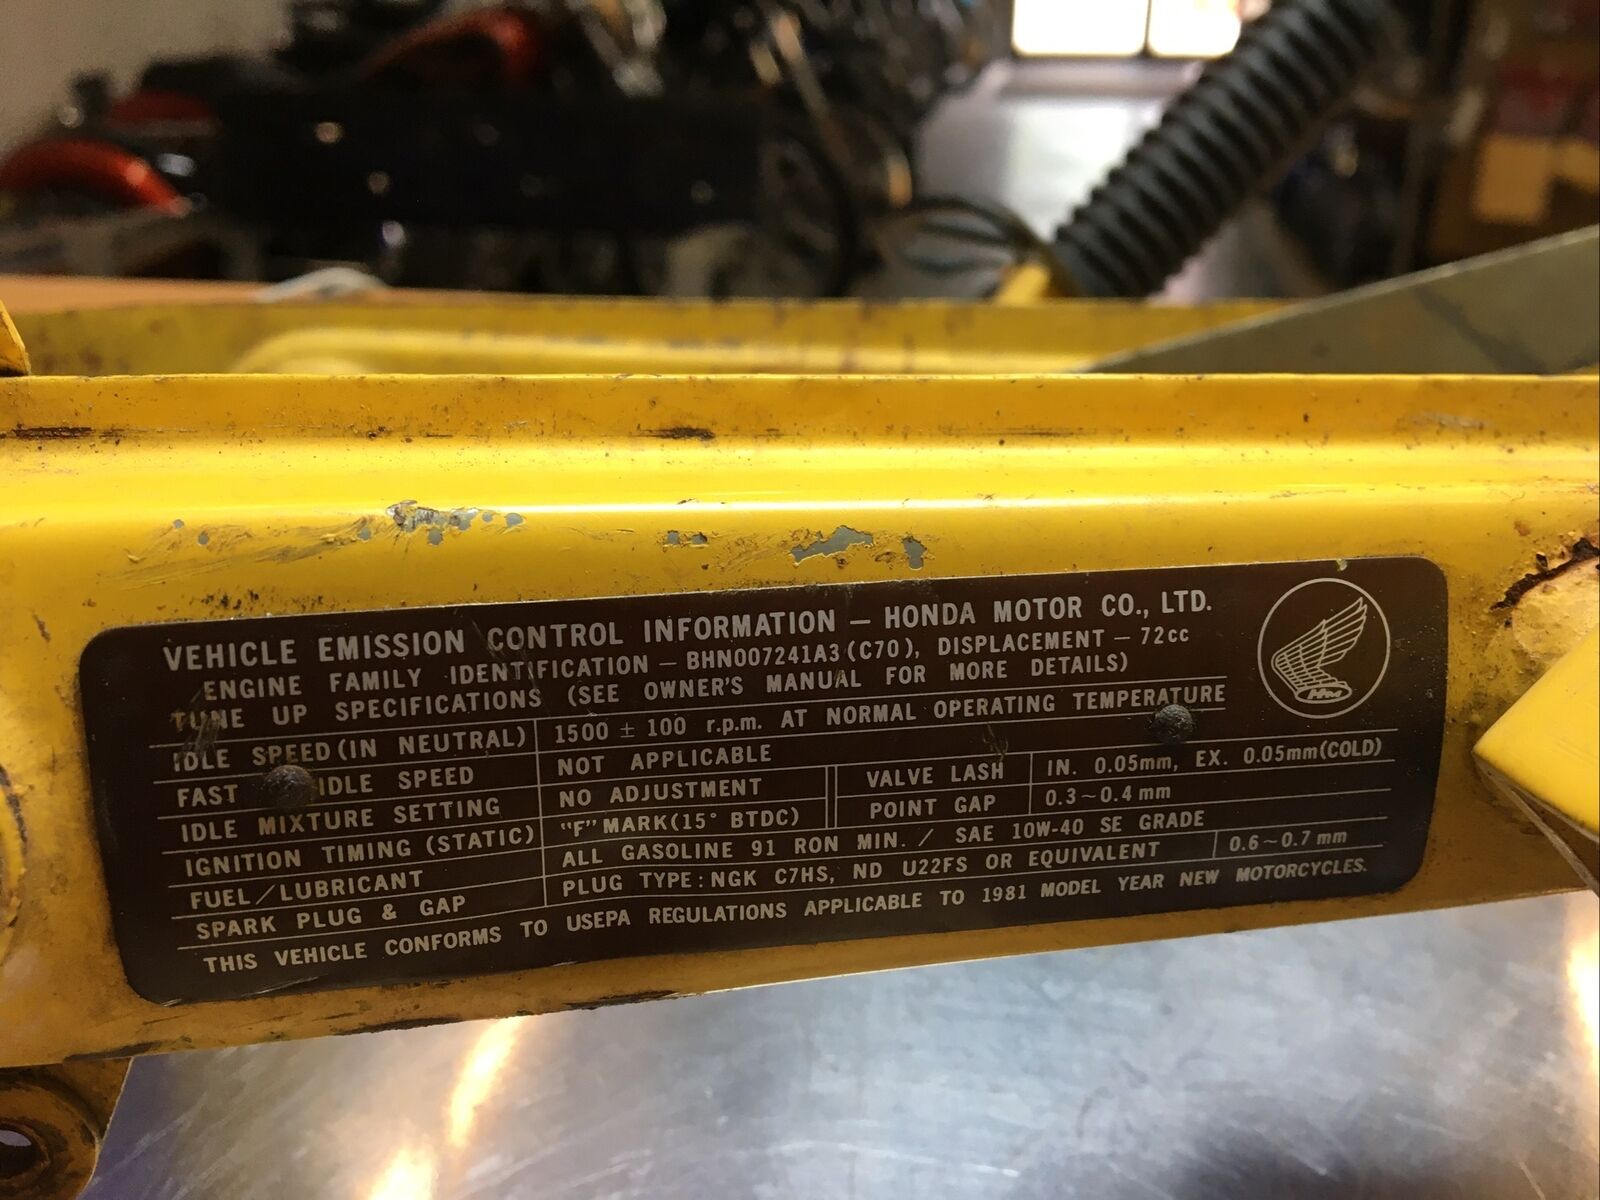 VEHICLE EMISSION CONTROL INFORMATION — HONDA MOTOR CO., LTD.
ENGINE FAMILY IDENTIFICATION — BHN007241A3 (C70), DISPLACEMENT — 72cc
TUNE UP SPECIFICATIONS (SEE OWNER'S MANUAL FOR MORE DETAILS)
IDLE SPEED (IN NEUTRAL) 1500 ± 100 r.p.m. AT NORMAL OPERATING TEMPERATURE
FAST IDLE SPEED NOT APPLICABLE VALVE LASH IN. 0.05mm, EX. 0.05mm(COLD)
IDLE MIXTURE SETTING NO ADJUSTMENT POINT GAP 0.3~0.4 mm
IGNITION TIMING (STATIC) "F" MARK(15° BTDC)
FUEL/LUBRICANT ALL GASOLINE 91 RON MIN. / SAE 10W-40 SE GRADE
SPARK PLUG & GAP PLUG TYPE: NGK C7HS, ND U22FS OR EQUIVALENT 0.6~0.7 mm
THIS VEHICLE CONFORMS TO USEPA REGULATIONS APPLICABLE TO 1981 MODEL YEAR NEW MOTORCYCLES.
HM